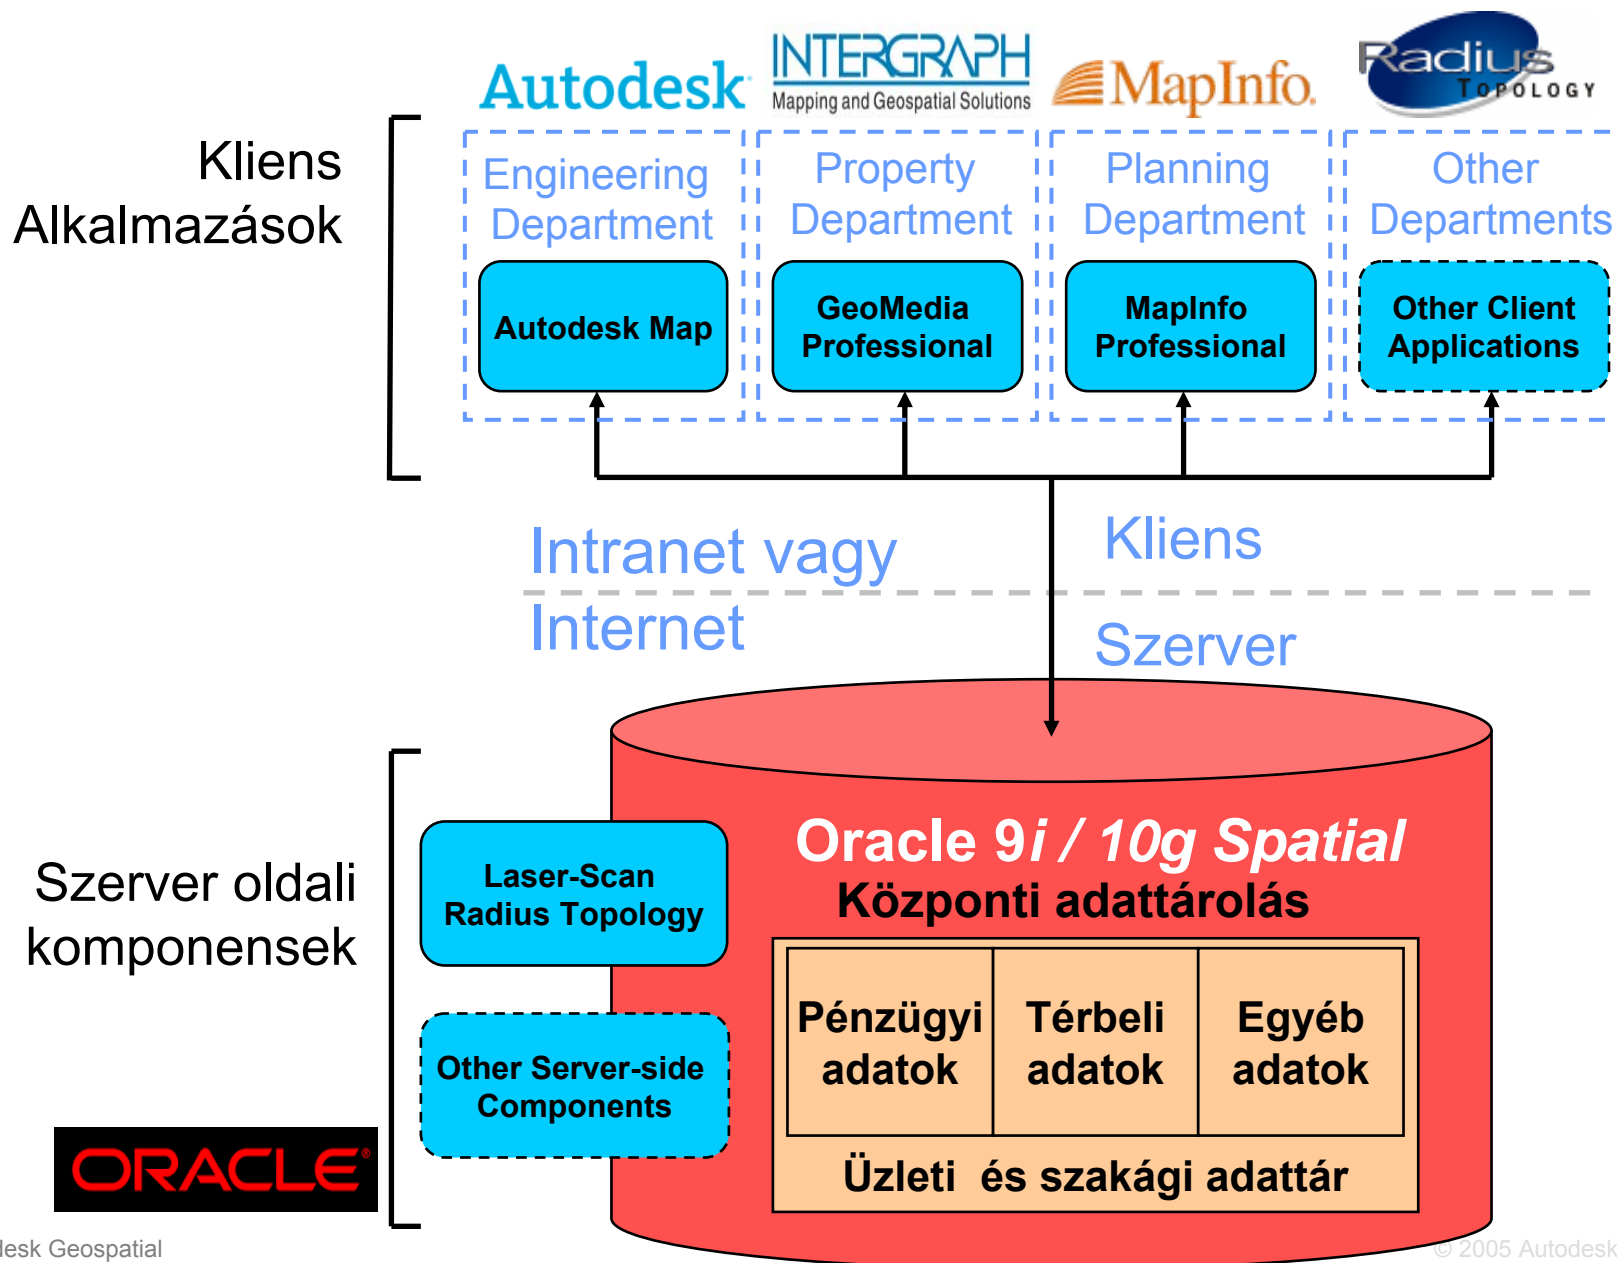 Autodesk
INTERGRAPH
Mapping and Geospatial Solutions
MapInfo.
Radius
TOPOLOGY
Kliens
Alkalmazások
Engineering
Department
Property
Department
Planning
Department
Other
Departments
Autodesk Map
GeoMedia
Professional
MapInfo
Professional
Other Client
Applications
Intranet vagy
Internet
Kliens
Szerver
Szerver oldali
komponensek
Laser-Scan
Radius Topology
Other Server-side
Components
Oracle 9i / 10g Spatial
Központi adattárolás
Pénzügyi
adatok
Térbeli
adatok
Egyéb
adatok
Üzleti és szakági adattár
ORACLE®
desk Geospatial
© 2005 Autodesk